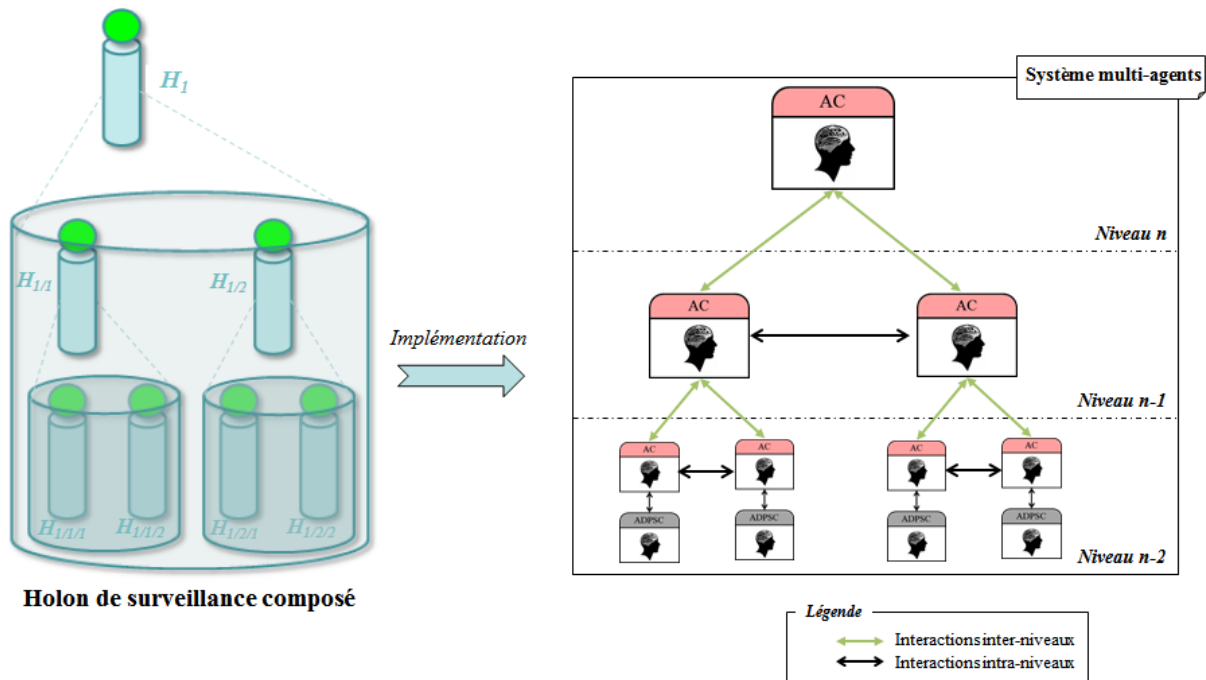 H1
H1/1
H1/2
H1/1/1
H1/1/2
H1/2/1
H1/2/2
Holon de surveillance composé
Implémentation
Système multi-agents
AC
Niveau n
AC
AC
Niveau n-1
AC
AC
AC
AC
ADPSC
ADPSC
ADPSC
ADPSC
Niveau n-2
Légende
Interactions inter-niveaux
Interactions intra-niveaux